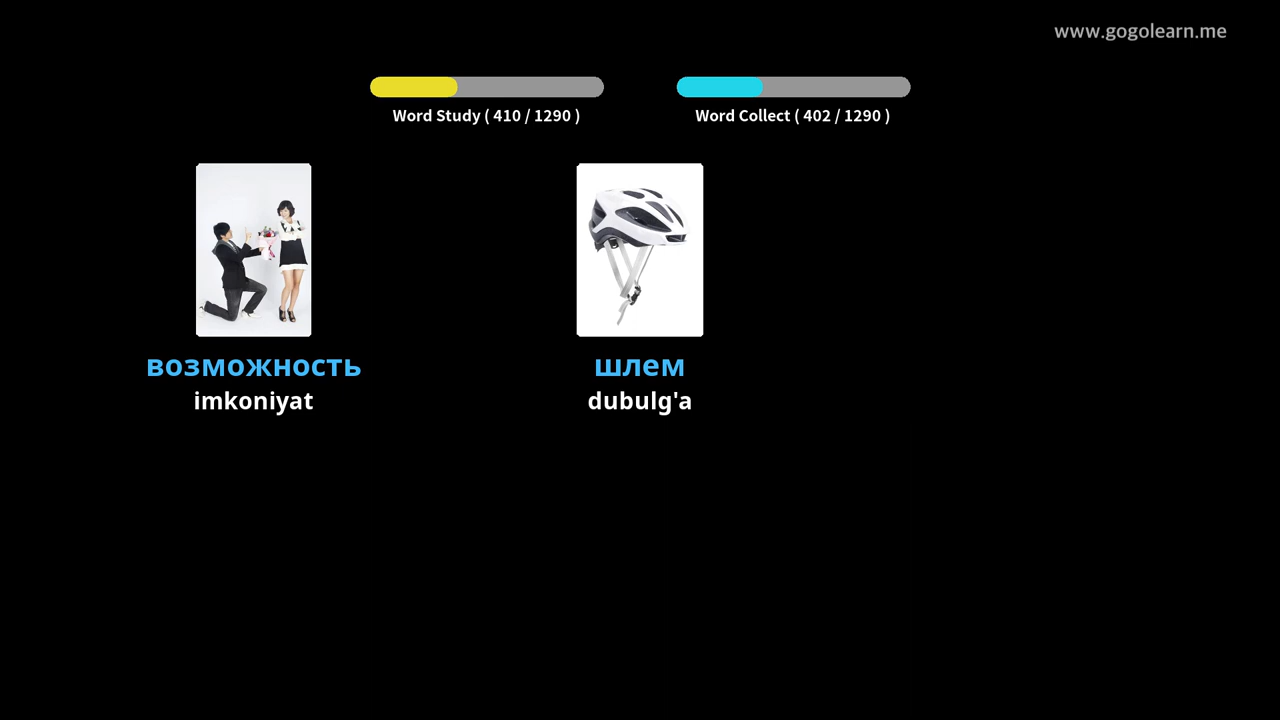 www.gogolearn.me
Word Study ( 410 / 1290 )
Word Collect ( 402 / 1290 )
возможность
imkoniyat
шлем
dubulg'a